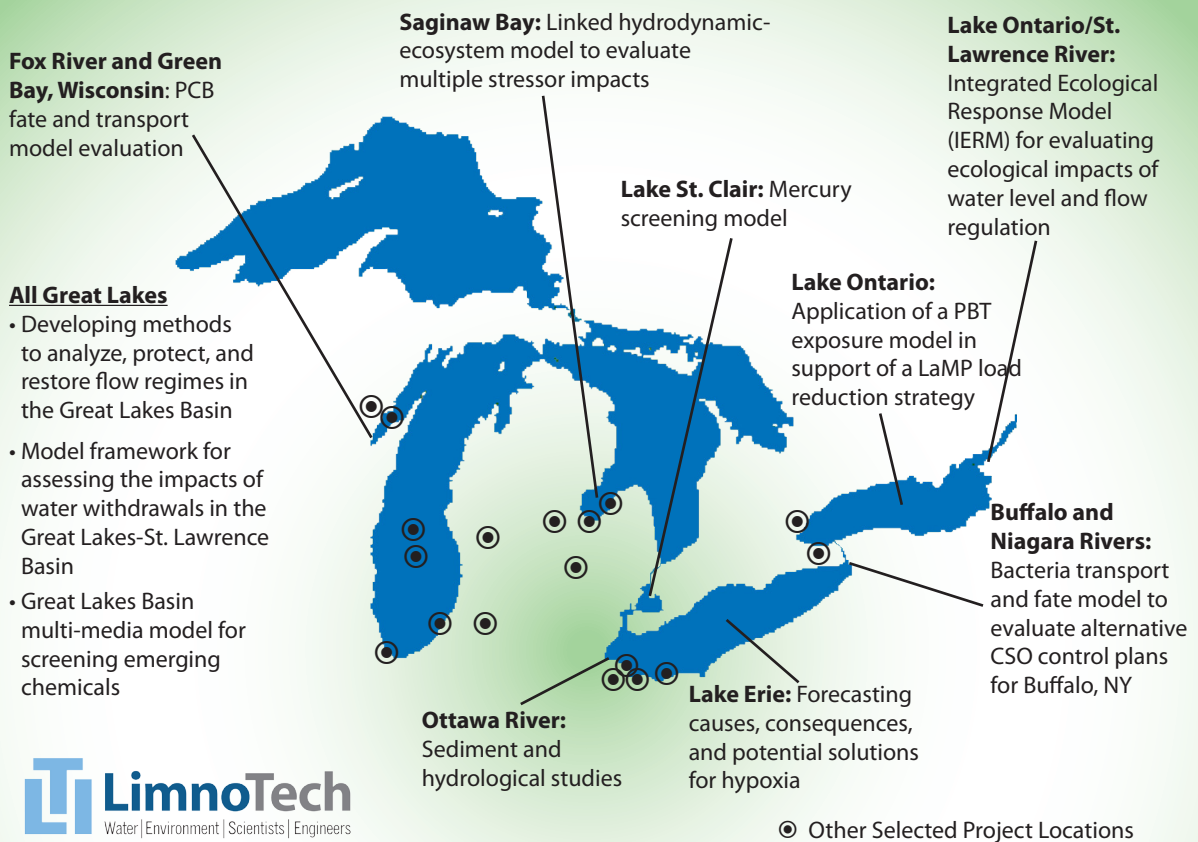 Fox River and Green
Bay, Wisconsin: PCB
fate and transport
model evaluation
Saginaw Bay: Linked hydrodynamic-
ecosystem model to evaluate
multiple stressor impacts
Lake Ontario/St.
Lawrence River:
Integrated Ecological
Response Model
(IERM) for evaluating
ecological impacts of
water level and flow
regulation
Lake St. Clair: Mercury
screening model
Lake Ontario:
Application of a PBT
exposure model in
support of a LaMP load
reduction strategy
All Great Lakes
• Developing methods
to analyze, protect, and
restore flow regimes in
the Great Lakes Basin
• Model framework for
assessing the impacts of
water withdrawals in the
Great Lakes-St. Lawrence
Basin
• Great Lakes Basin
multi-media model for
screening emerging
chemicals
Buffalo and
Niagara Rivers:
Bacteria transport
and fate model to
evaluate alternative
CSO control plans
for Buffalo, NY
Ottawa River:
Sediment and
hydrological studies
Lake Erie: Forecasting
causes, consequences,
and potential solutions
for hypoxia
LTI
LimnoTech
Water | Environment | Scientists | Engineers
Other Selected Project Locations